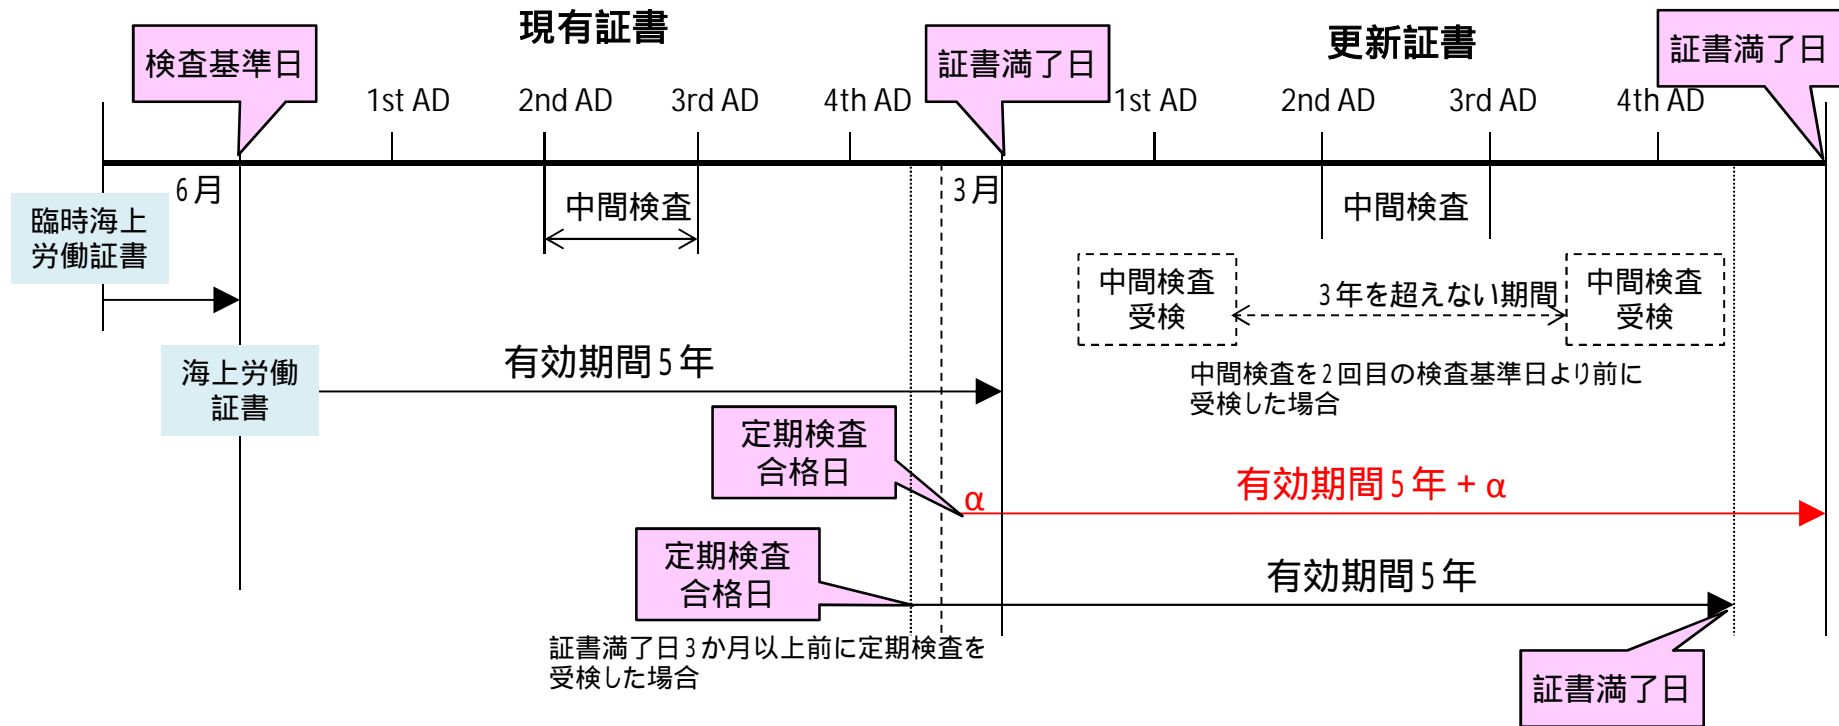 現有証書
更新証書
検査基準日
証書満了日
証書満了日
1st AD
2nd AD
3rd AD
4th AD
1st AD
2nd AD
3rd AD
4th AD
6月
3月
臨時海上
労働証書
中間検査
中間検査
中間検査
受検
3年を超えない期間
中間検査
受検
海上労働
証書
有効期間5年
中間検査を2回目の検査基準日より前に
受検した場合
定期検査
合格日
α
有効期間5年+α
定期検査
合格日
有効期間5年
証書満了日3か月以上前に定期検査を
受検した場合
証書満了日